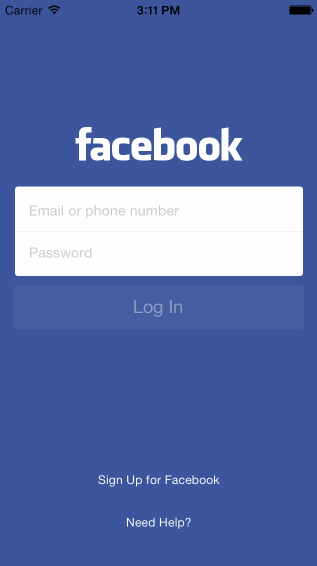 Carrier 3:11 PM
facebook
Email or phone number
Password
Log In
Sign Up for Facebook
Need Help?